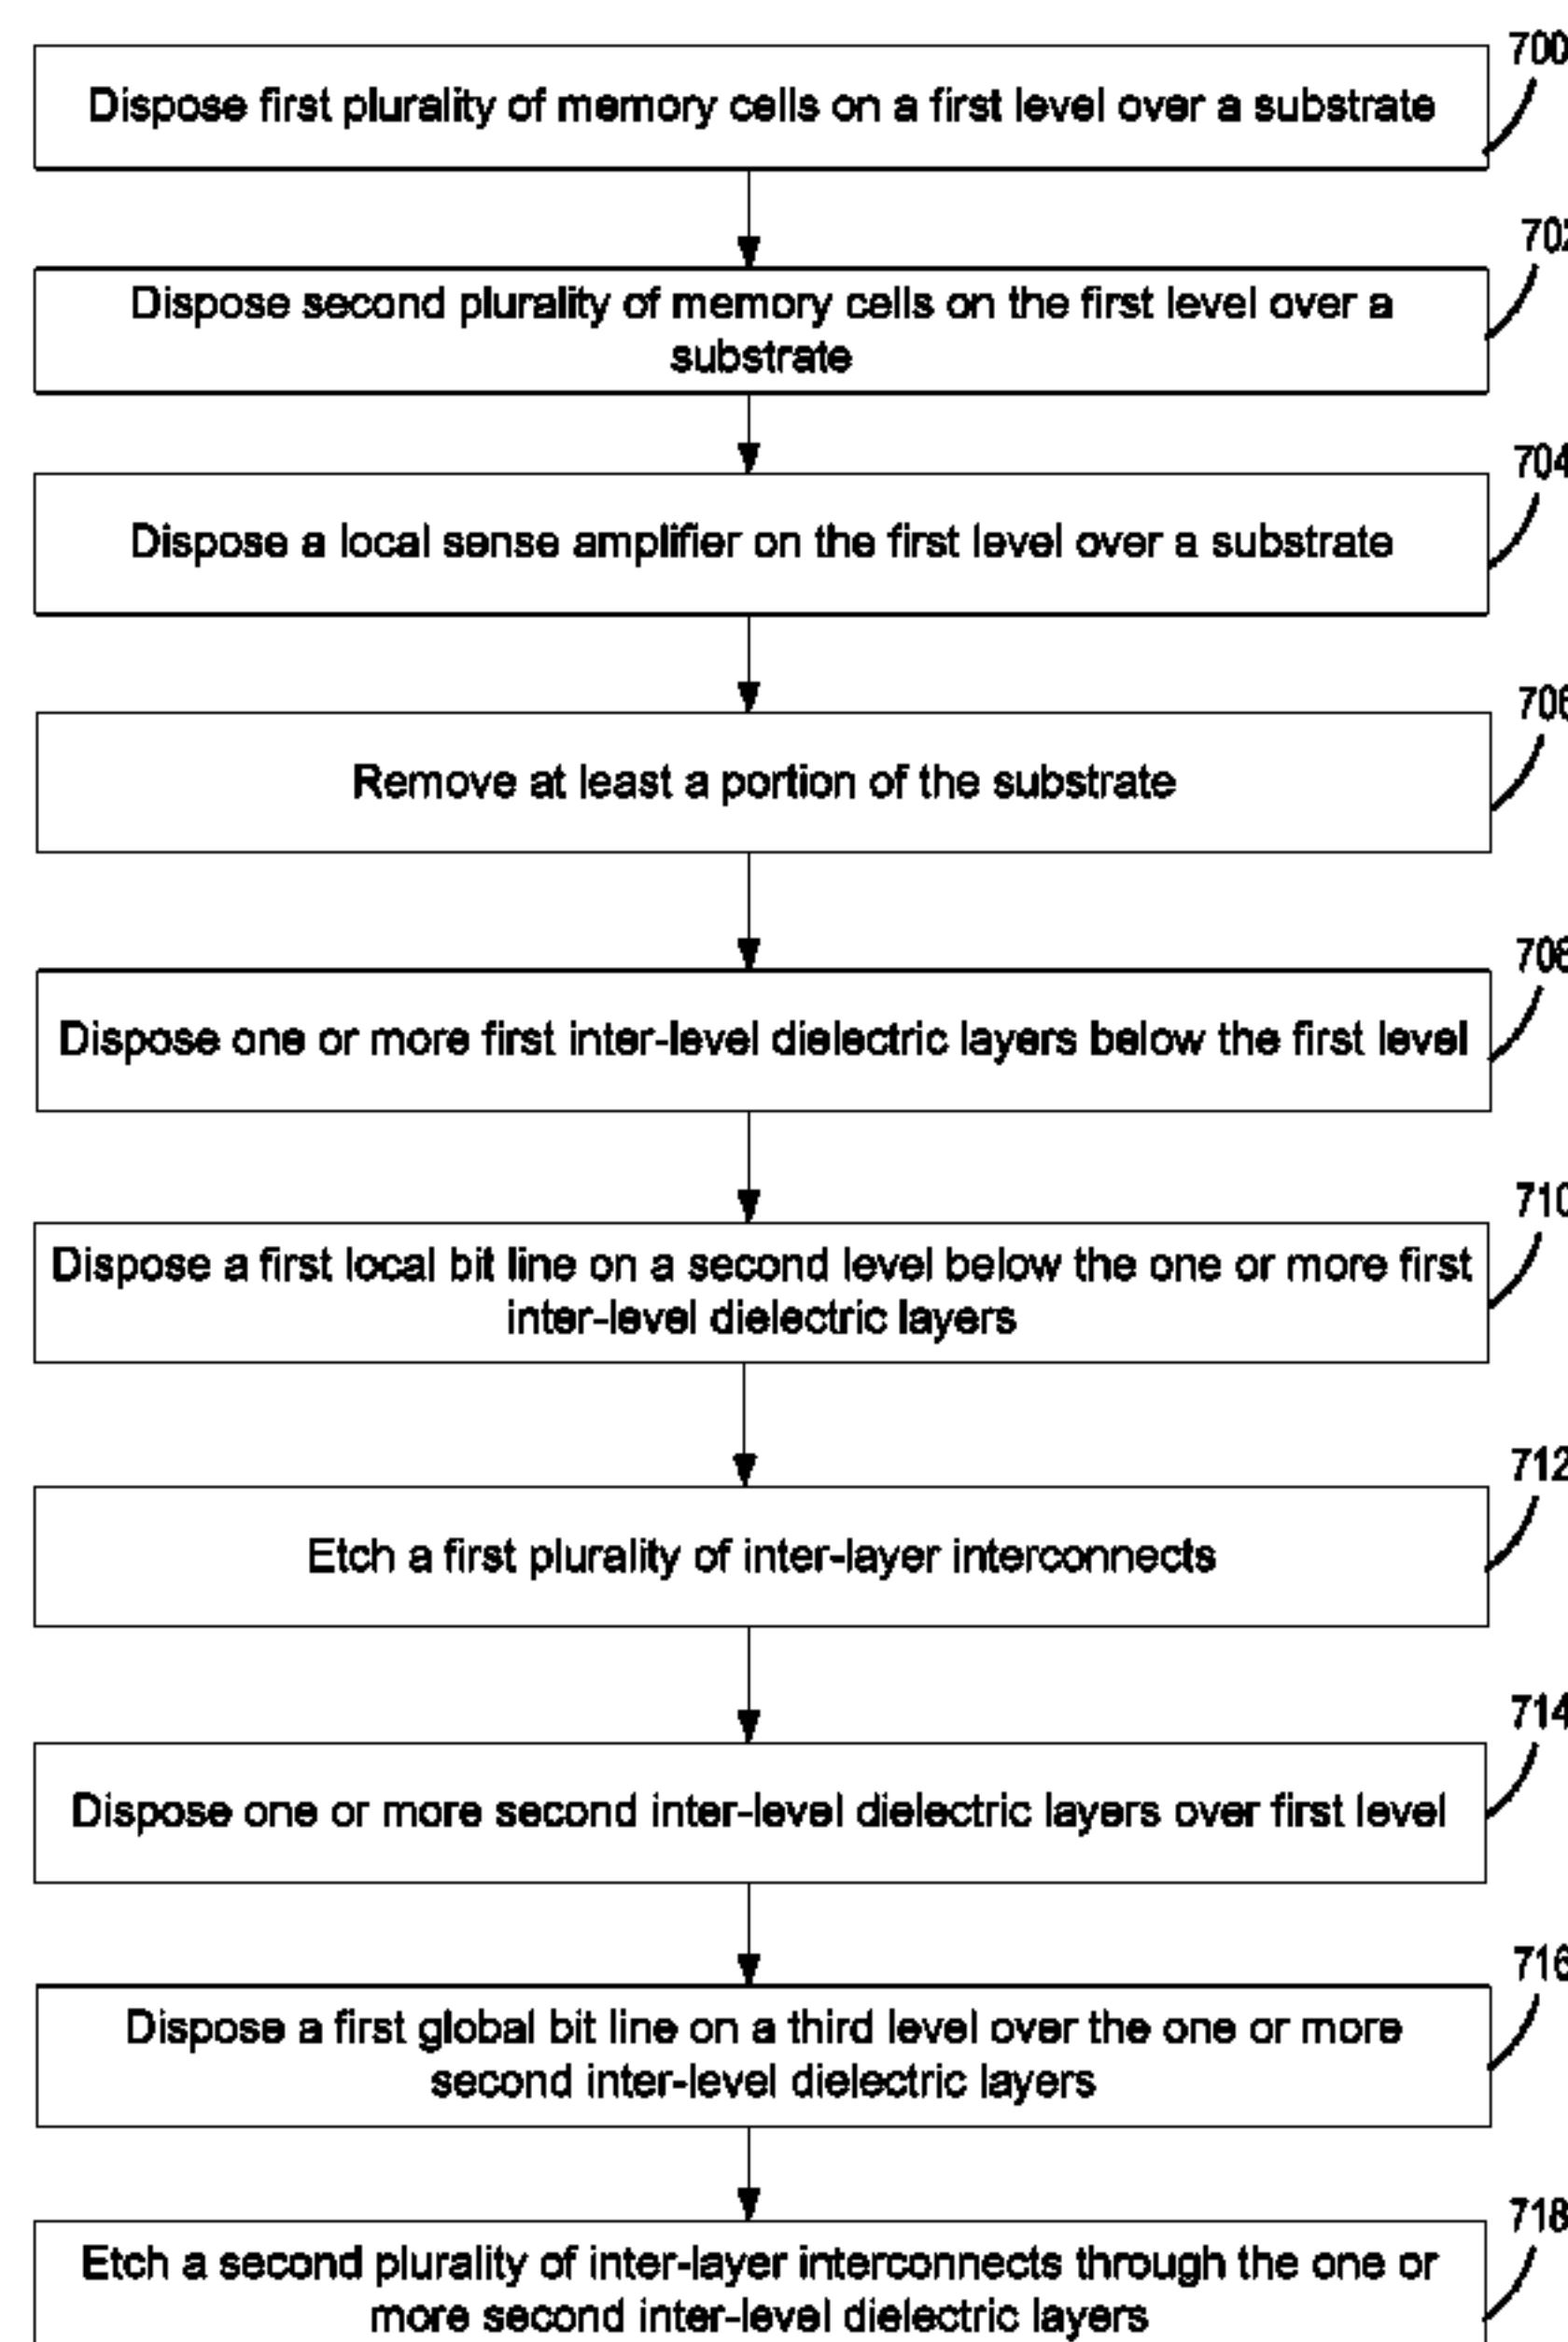 700
Dispose first plurality of memory cells on a first level over a substrate
702
Dispose second plurality of memory cells on the first level over a
substrate
704
Dispose a local sense amplifier on the first level over a substrate
706
Remove at least a portion of the substrate
708
Dispose one or more first inter-level dielectric layers below the first level
710
Dispose a first local bit line on a second level below the one or more first
inter-level dielectric layers
712
Etch a first plurality of inter-layer interconnects
714
Dispose one or more second inter-level dielectric layers over first level
716
Dispose a first global bit line on a third level over the one or more
second inter-level dielectric layers
718
Etch a second plurality of inter-layer interconnects through the one or
more second inter-level dielectric layers